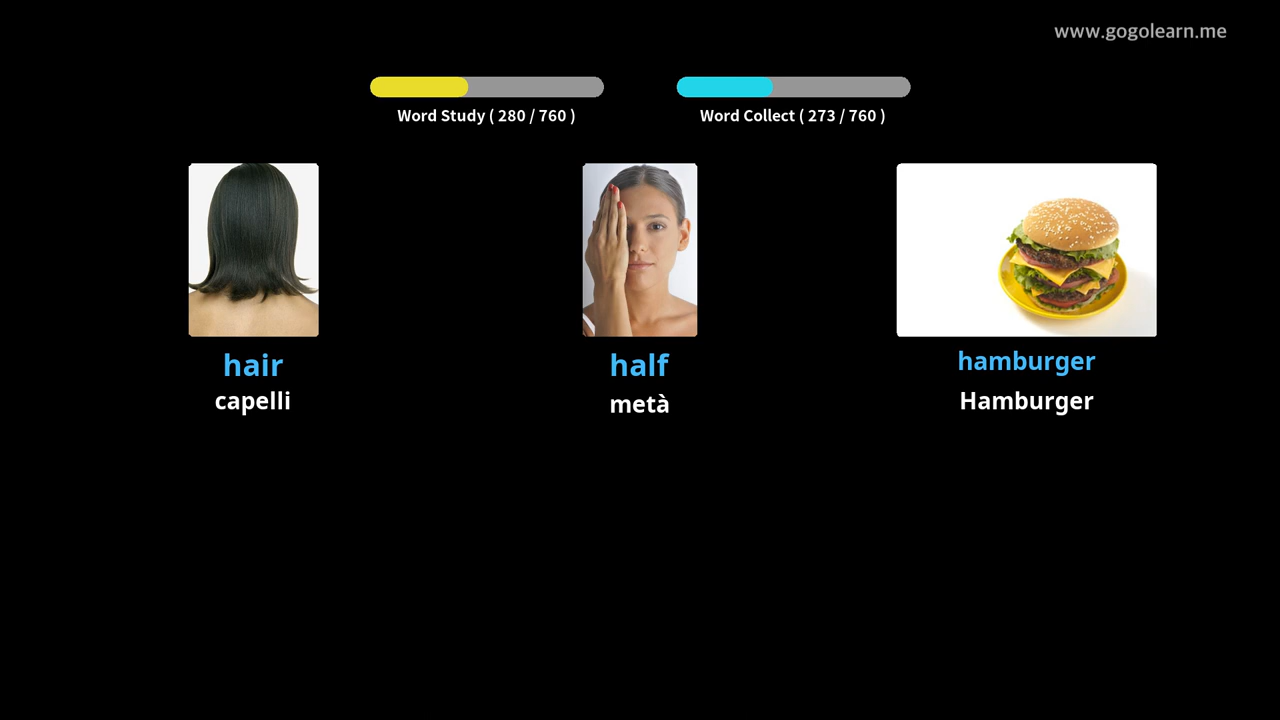 www.gogolearn.me
Word Study ( 280 / 760 )
Word Collect ( 273 / 760 )
hair
capelli
half
metà
hamburger
Hamburger